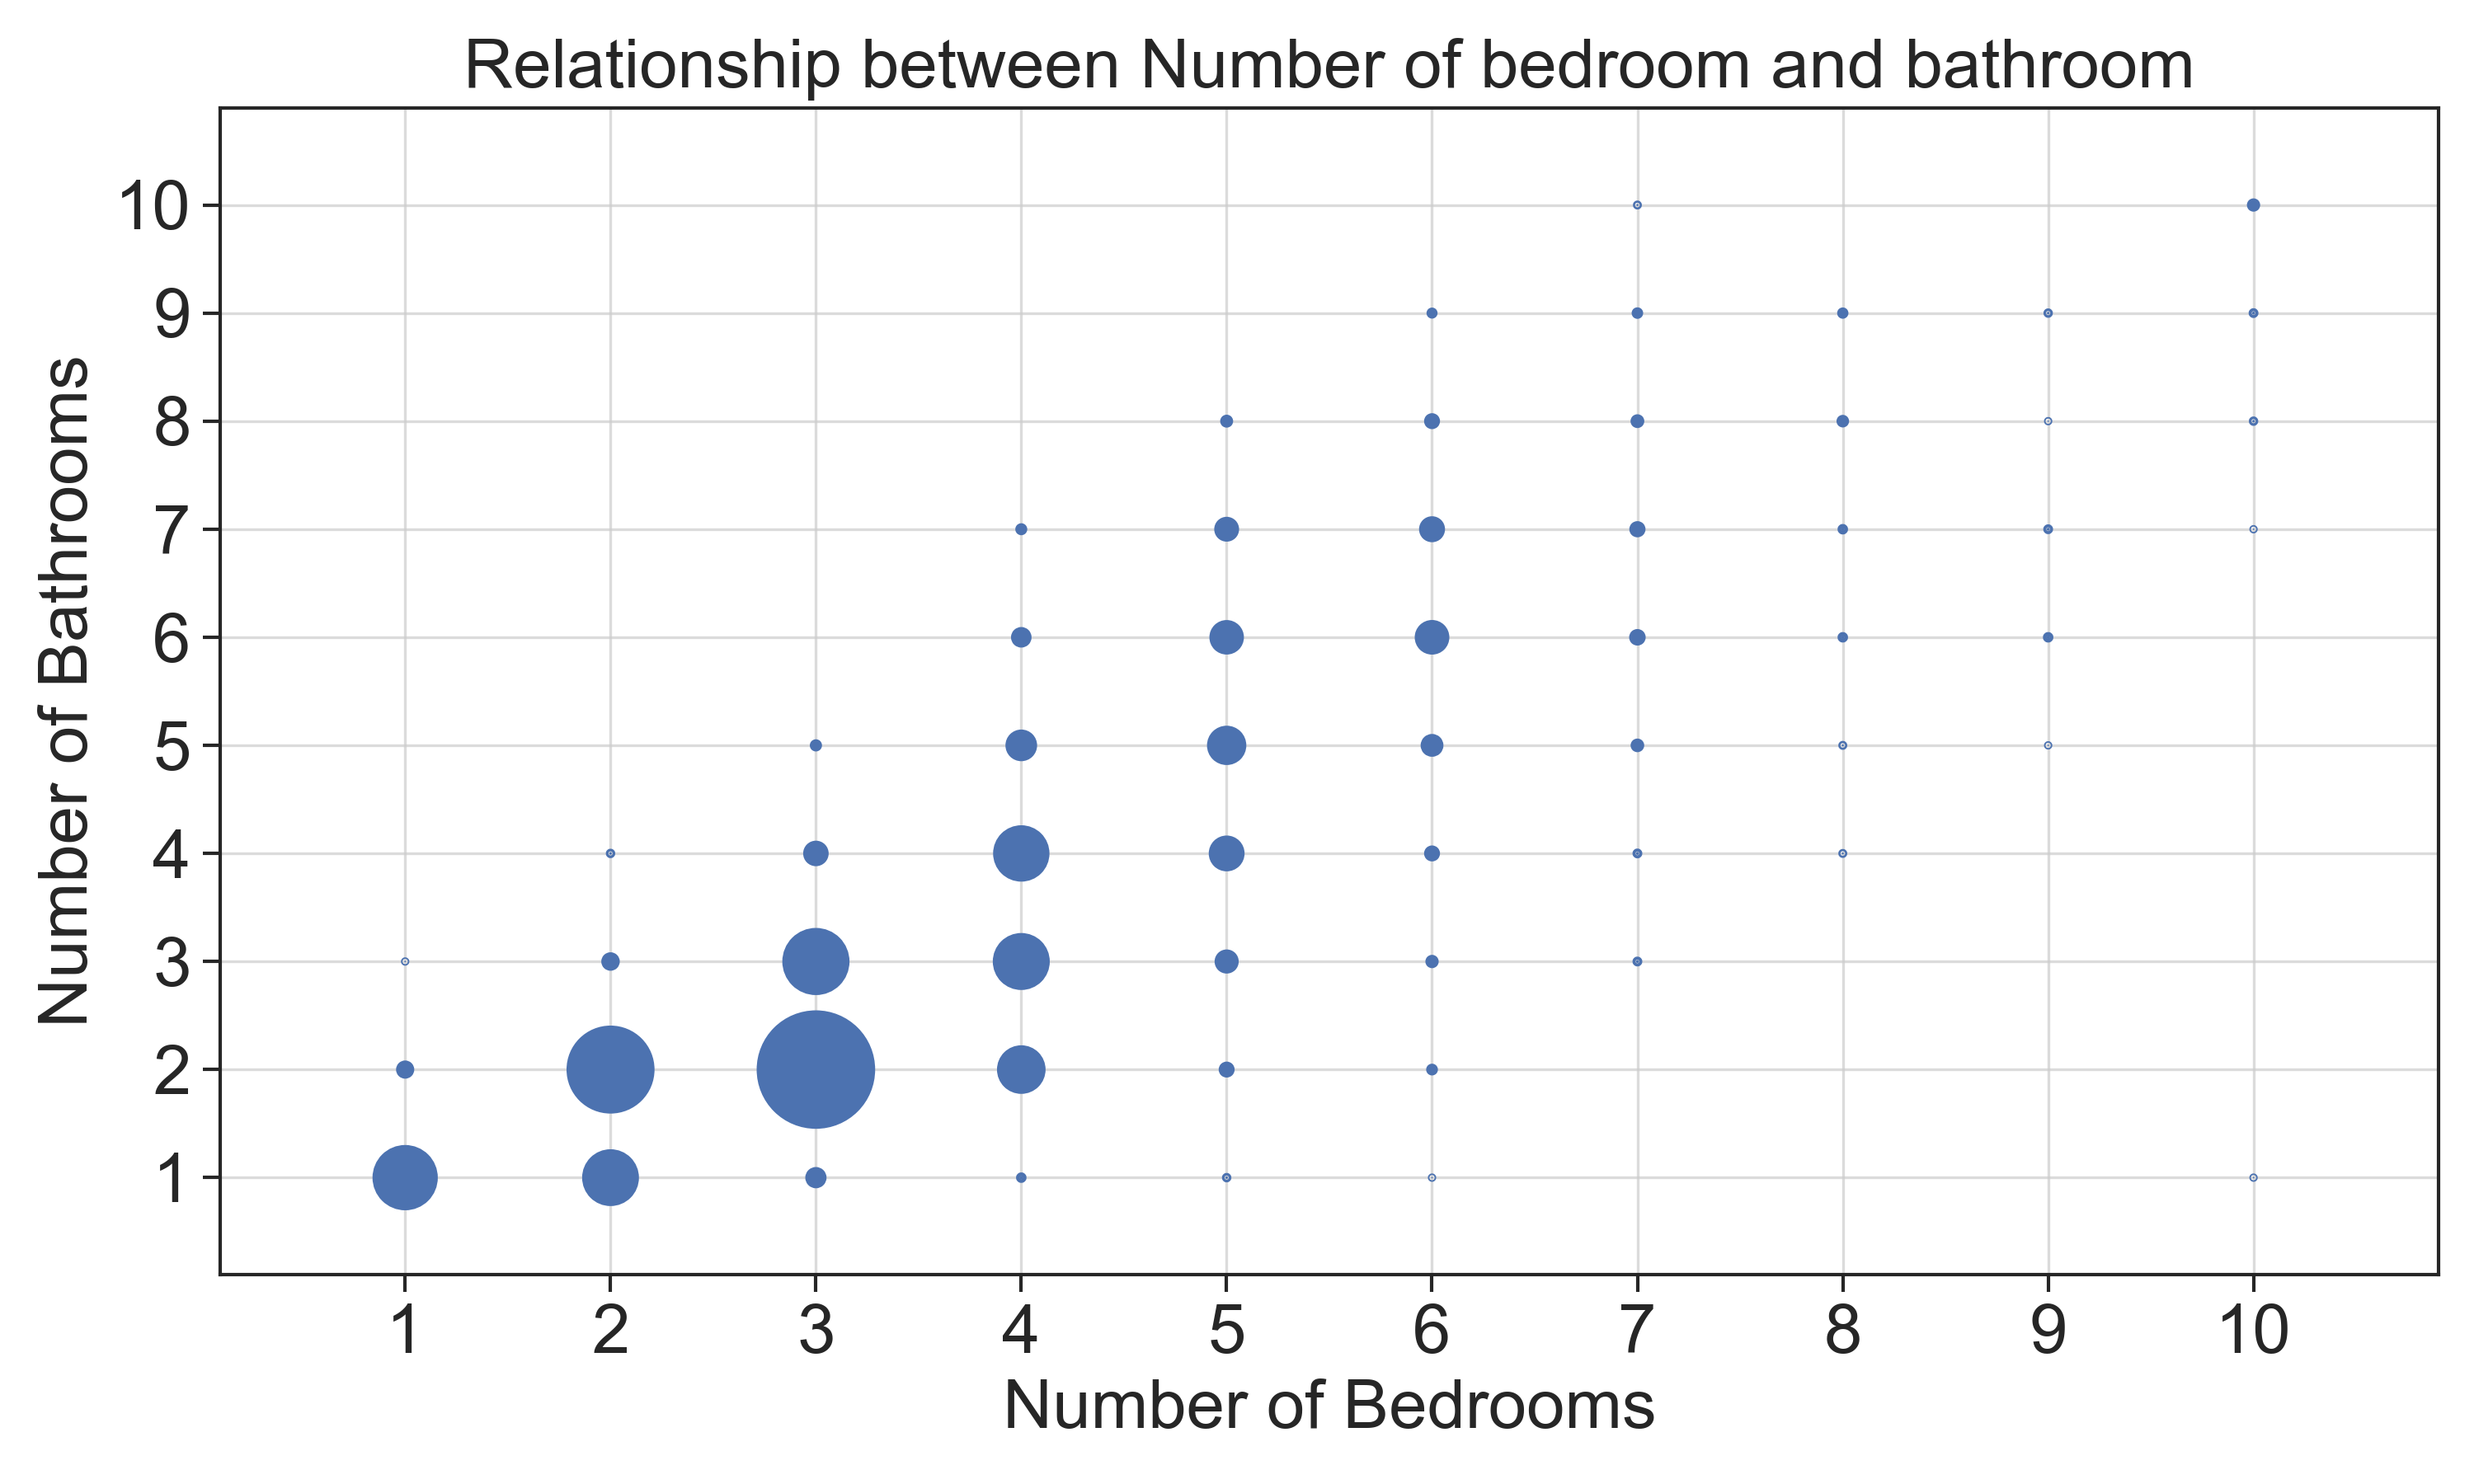 Relationship between Number of bedroom and bathroom
Number of Bathrooms
10
9
8
7
6
5
4
3
2
1
1 2 3 4 5 6 7 8 9 10
Number of Bedrooms